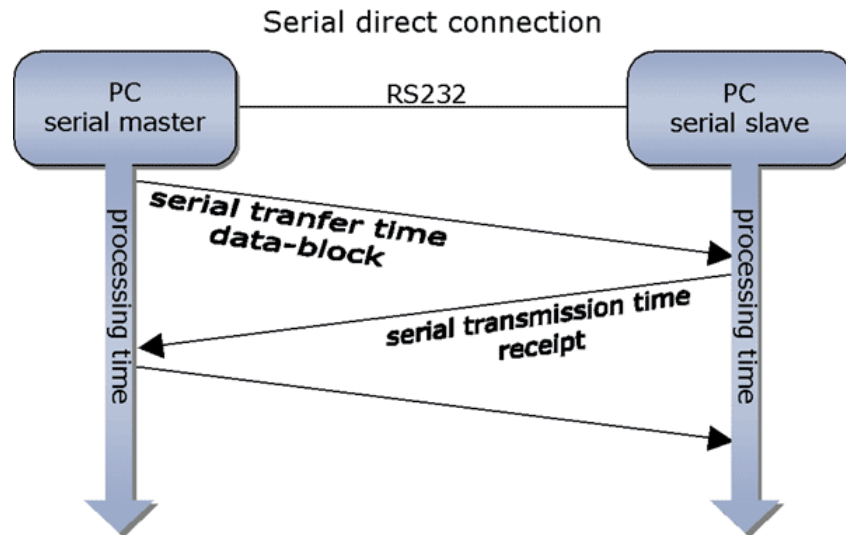 Serial direct connection
PC
serial master
RS232
PC
serial slave
serial tranfer time
data-block
serial transmission time
receipt
processing time
processing time